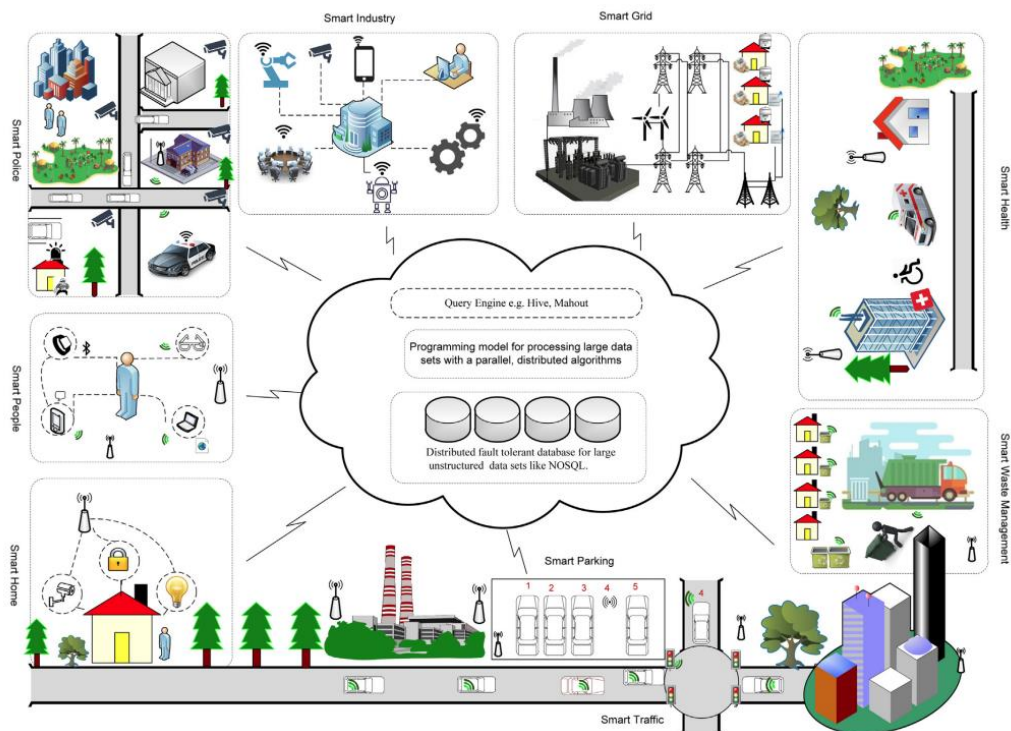 Smart Industry
Smart Grid
Smart Police
Smart Health
Query Engine e.g. Hive, Mahout
Programming model for processing large data
sets with a parallel, distributed algorithms
Distributed fault tolerant database for large
unstructured data sets like NOSQL.
Smart People
Smart Waste Management
Smart Home
Smart Parking
1
2
3
4
5
4
Smart Traffic